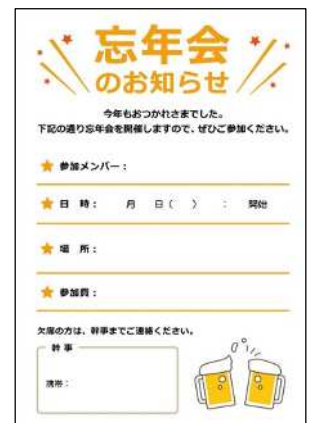 忘年会
のお知らせ
今年もおつかれさまでした。
下記の通り忘年会を開催しますので、ぜひご参加ください。
参加メンバー：
日 時： 月 日（ ） ： 開始
場 所：
参加費：
欠席の方は、幹事までご連絡ください。
幹事
携帯：